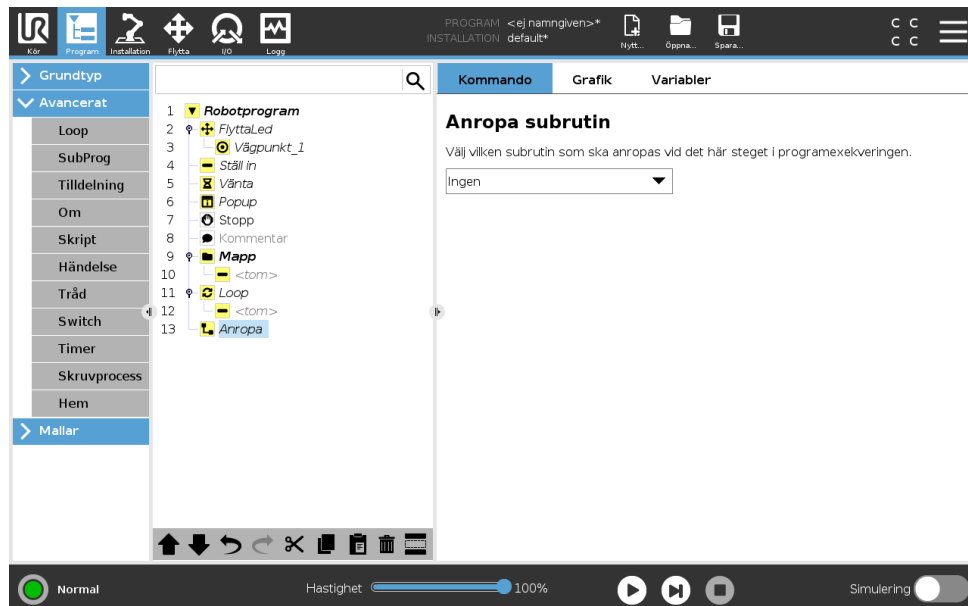 UR
Kör
Program
Installation
Flytta
I/O
Logg
PROGRAM <ej namngiven>*
INSTALLATION default*
Nytt...
Öppna...
Spara...
C C
C C
Grundtyp
Avancerat
Loop
SubProg
Tilldelning
Om
Skript
Händelse
Tråd
Switch
Timer
Skruvprocess
Hem
Mallar
1 Robotprogram
2 FlyttaLed
3 Vägpunkt_1
4 Ställ in
5 Vänta
6 Popup
7 Stopp
8 Kommentar
9 Mapp
10 <tom>
11 Loop
12 <tom>
13 Anropa
Kommando Grafik Variabler
Anropa subrutin
Välj vilken subrutin som ska anropas vid det här steget i programexekveringen.
Ingen
Normal
Hastighet 100%
Simulering